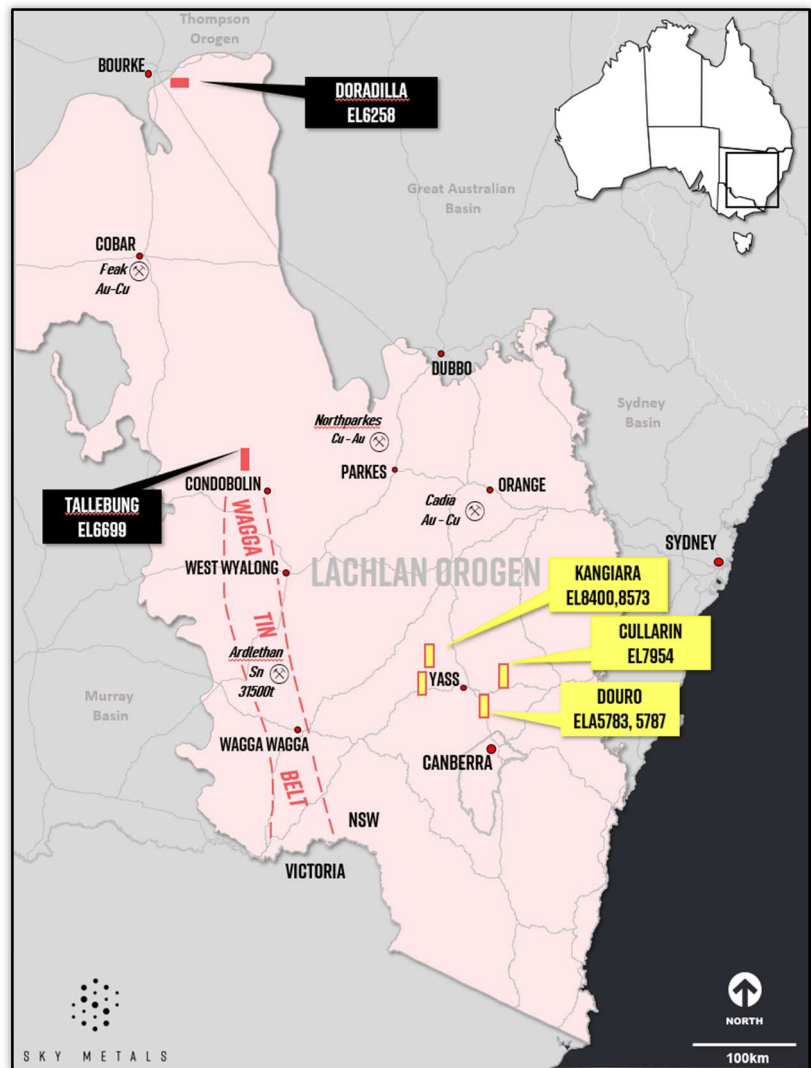 Thompson
Orogen
BOURKE
DORADILLA
EL6258
Great Australian
Basin
COBAR
Feak
Au-Cu
DUBBO
Northparkes
Cu - Au
PARKES
Sydney
Basin
TALLEBUNG
EL6699
CONDOBOLIN
Cadia
Au - Cu
ORANGE
SYDNEY
WAGGA
TIN
BELT
WEST WYALONG
LACHLAN OROGEN
KANGIARA
EL8400,8573
CULLARIN
EL7954
Ardlethan
Sn
31500t
YASS
DOURO
ELA5783, 5787
Murray
Basin
WAGGA WAGGA
CANBERRA
NSW
VICTORIA
SKY METALS
NORTH
100km